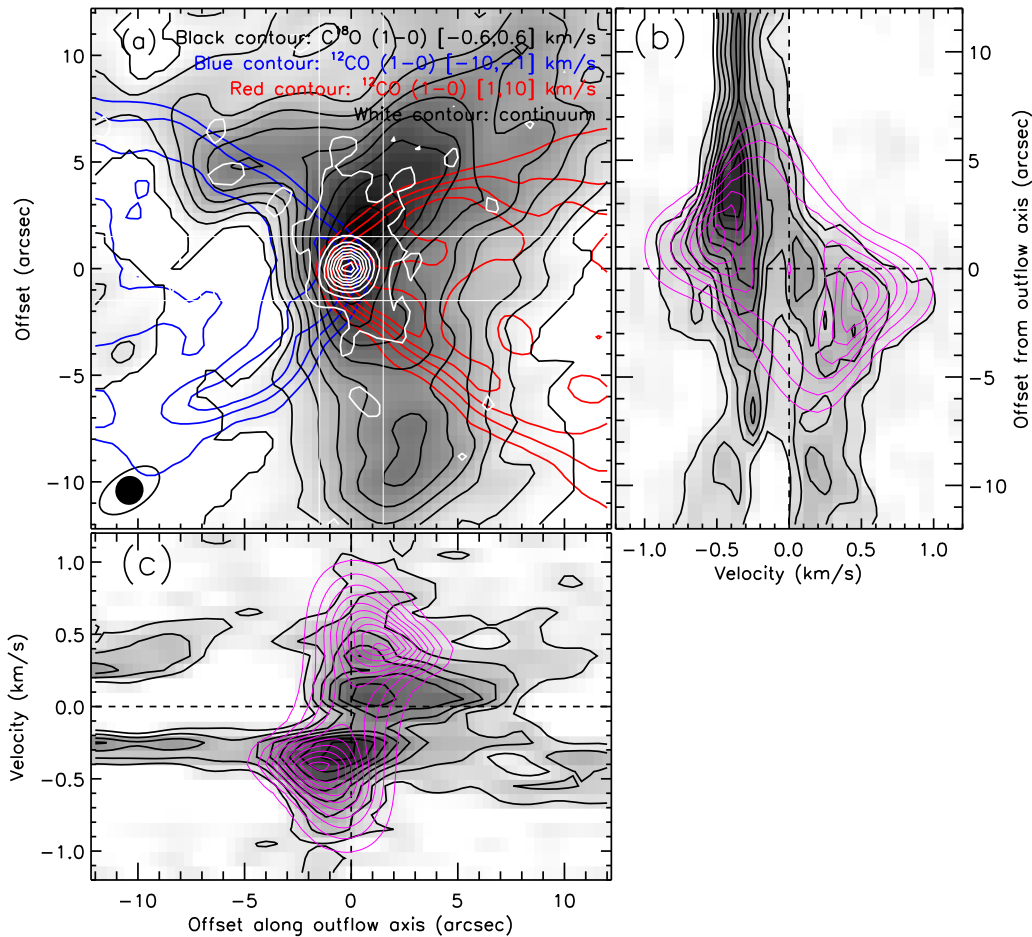 (a) Black contour: C¹⁸O (1−0) [−0.6,0.6] km/s
Blue contour: ¹²CO (1−0) [−10,−1] km/s
Red contour: ¹²CO (1−0) [1,10] km/s
White contour: continuum
10
5
0
−5
−10
Offset (arcsec)
(b)
10
5
0
−5
−10
Offset from outflow axis (arcsec)
−1.0 −0.5 0.0 0.5 1.0
Velocity (km/s)
(c)
1.0
0.5
0.0
−0.5
−1.0
Velocity (km/s)
−10 −5 0 5 10
Offset along outflow axis (arcsec)